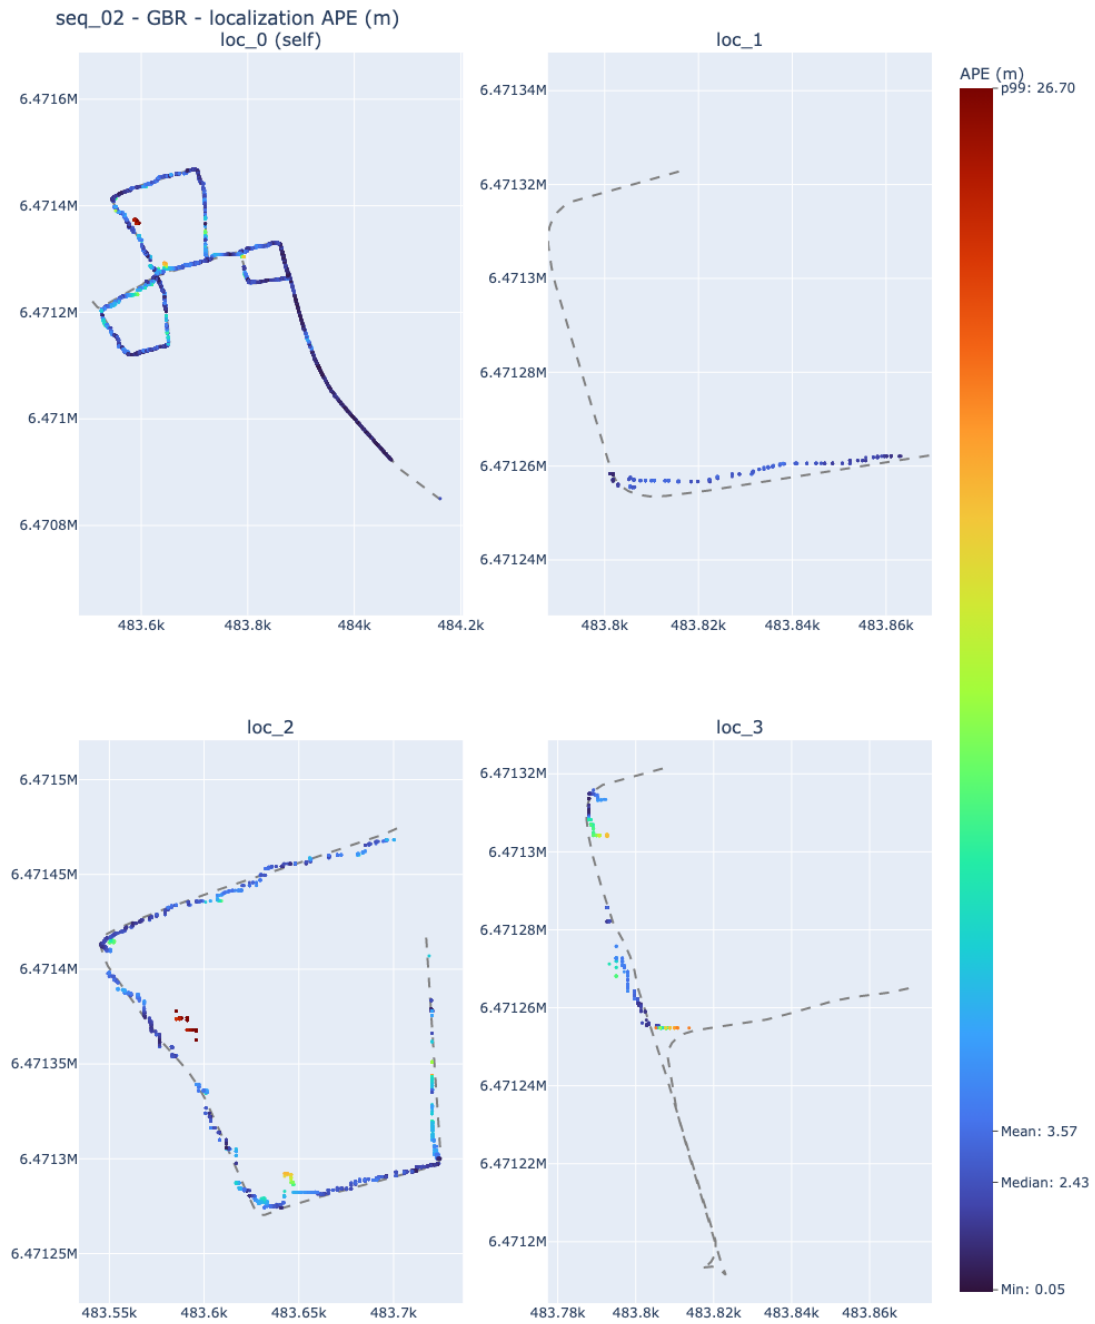 seq_02 - GBR - localization APE (m)
loc_0 (self)
loc_1
6.4716M
6.4714M
6.4712M
6.471M
6.4708M
483.6k
483.8k
484k
484.2k
6.47134M
6.47132M
6.4713M
6.47128M
6.47126M
6.47124M
483.8k
483.82k
483.84k
483.86k
APE (m)
p99: 26.70
Mean: 3.57
Median: 2.43
Min: 0.05
loc_2
loc_3
6.4715M
6.47145M
6.4714M
6.47135M
6.4713M
6.47125M
483.55k
483.6k
483.65k
483.7k
6.47132M
6.4713M
6.47128M
6.47126M
6.47124M
6.47122M
6.4712M
483.78k
483.8k
483.82k
483.84k
483.86k